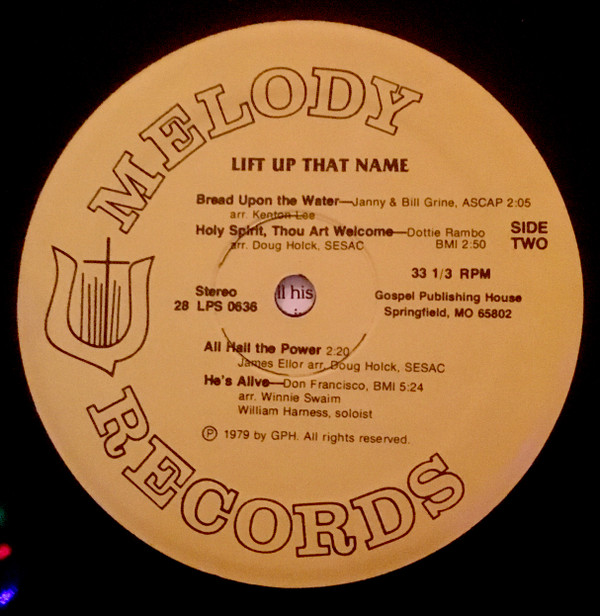 MELODY
LIFT UP THAT NAME
Bread Upon the Water—Janny & Bill Grine, ASCAP 2:05
arr. Kenton Lee
Holy Spirit, Thou Art Welcome—Dottie Rambo
arr. Doug Holck, SESAC BMI 2:50
SIDE
TWO
33 1/3 RPM
Stereo
28 LPS 0636
ll his
Gospel Publishing House
Springfield, MO 65802
All Hail the Power 2:20
James Ellor arr. Doug Holck, SESAC
He's Alive—Don Francisco, BMI 5:24
arr. Winnie Swaim
William Harness, soloist
Ⓟ 1979 by GPH. All rights reserved.
RECORDS